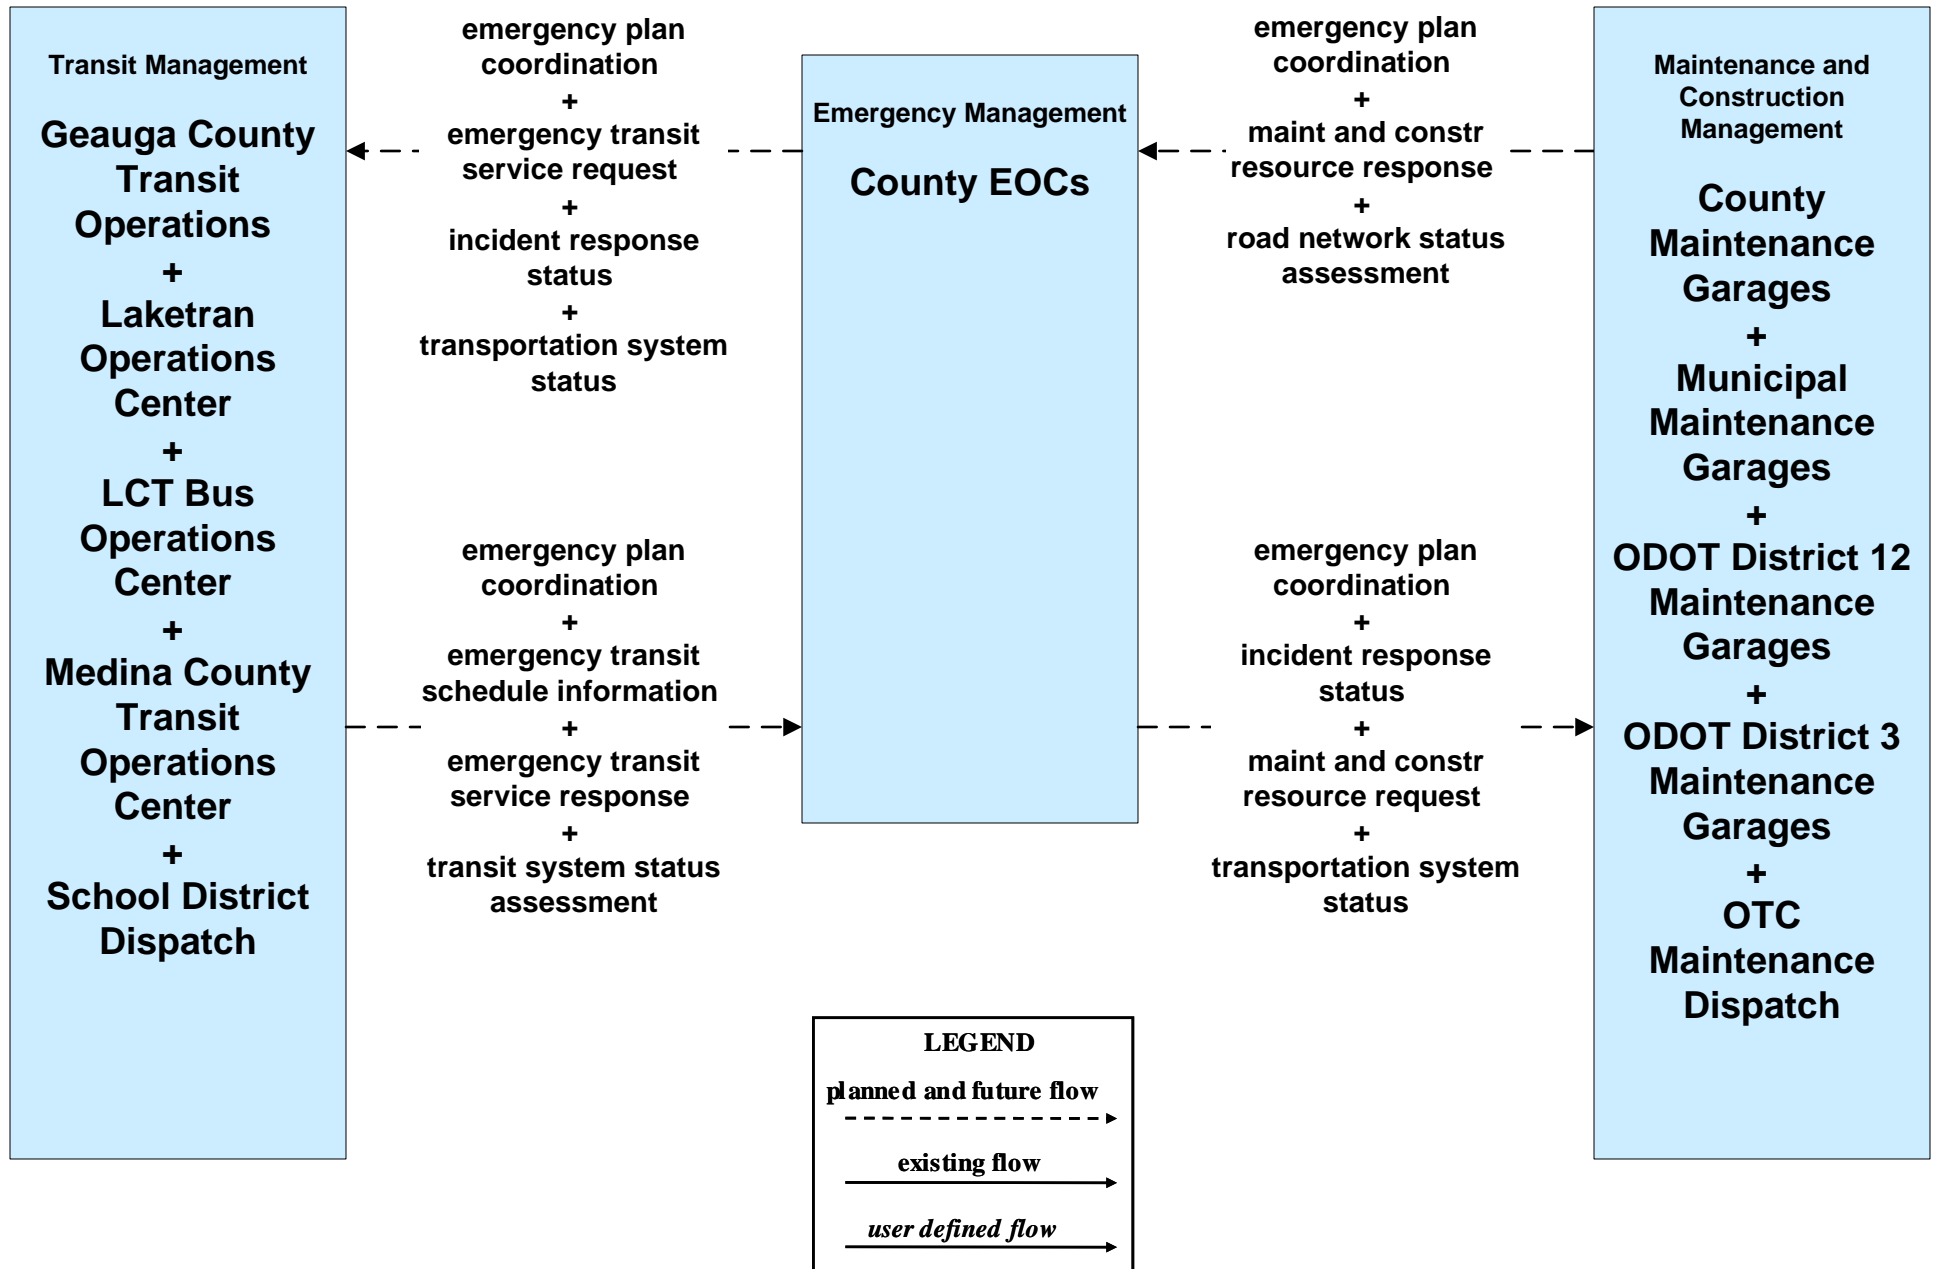 Transit Management
Geauga County
Transit
Operations
+
Laketran
Operations
Center
+
LCT Bus
Operations
Center
+
Medina County
Transit
Operations
Center
+
School District
Dispatch
emergency plan
coordination
+
emergency transit
service request
+
incident response
status
+
transportation system
status
emergency plan
coordination
+
emergency transit
schedule information
+
emergency transit
service response
+
transit system status
assessment
Emergency Management
County EOCs
emergency plan
coordination
+
maint and constr
resource response
+
road network status
assessment
emergency plan
coordination
+
incident response
status
+
maint and constr
resource request
+
transportation system
status
Maintenance and
Construction
Management
County
Maintenance
Garages
+
Municipal
Maintenance
Garages
+
ODOT District 12
Maintenance
Garages
+
ODOT District 3
Maintenance
Garages
+
OTC
Maintenance
Dispatch
LEGEND
planned and future flow
existing flow
user defined flow